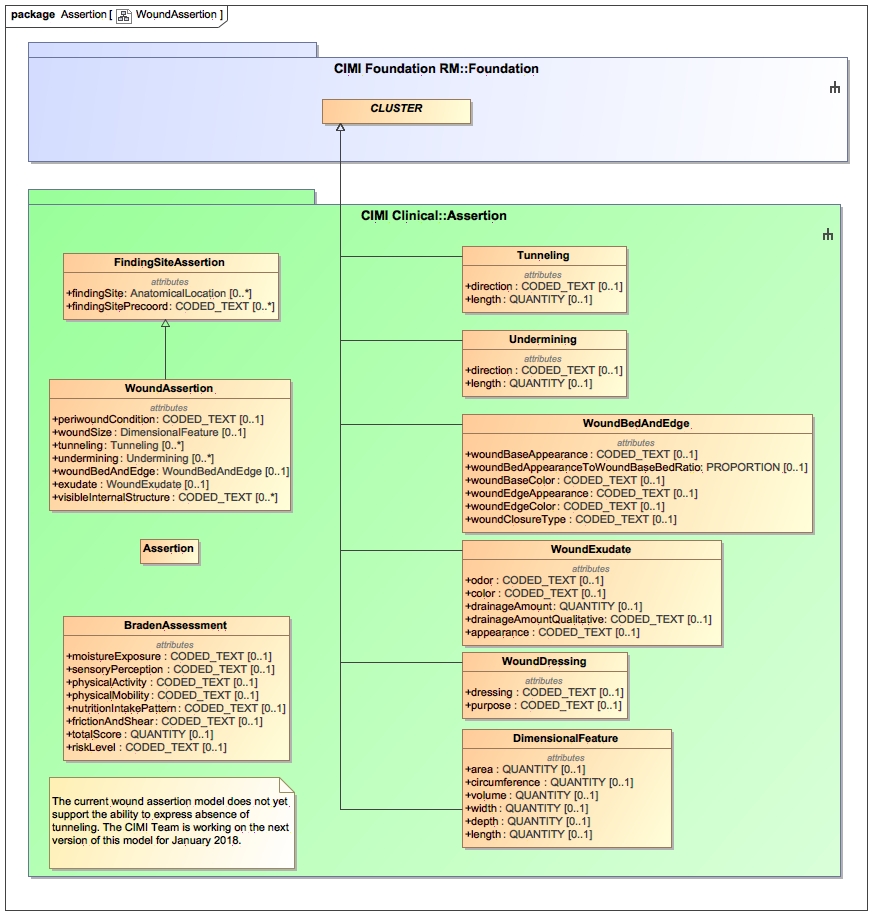 package Assertion [ WoundAssertion ]
CIMI Foundation RM::Foundation
CLUSTER
CIMI Clinical::Assertion
FindingSiteAssertion
attributes
+findingSite : AnatomicalLocation [0..*]
+findingSitePrecoord : CODED_TEXT [0..*]
WoundAssertion
attributes
+periwoundCondition : CODED_TEXT [0..1]
+woundSize : DimensionalFeature [0..1]
+tunneling : Tunneling [0..*]
+undermining : Undermining [0..*]
+woundBedAndEdge : WoundBedAndEdge [0..1]
+exudate : WoundExudate [0..1]
+visibleInternalStructure : CODED_TEXT [0..*]
Assertion
BradenAssessment
attributes
+moistureExposure : CODED_TEXT [0..1]
+sensoryPerception : CODED_TEXT [0..1]
+physicalActivity : CODED_TEXT [0..1]
+physicalMobility : CODED_TEXT [0..1]
+nutritionIntakePattern : CODED_TEXT [0..1]
+frictionAndShear : CODED_TEXT [0..1]
+totalScore : QUANTITY [0..1]
+riskLevel : CODED_TEXT [0..1]
The current wound assertion model does not yet
support the ability to express absence of
tunneling. The CIMI Team is working on the next
version of this model for January 2018.
Tunneling
attributes
+direction : CODED_TEXT [0..1]
+length : QUANTITY [0..1]
Undermining
attributes
+direction : CODED_TEXT [0..1]
+length : QUANTITY [0..1]
WoundBedAndEdge
attributes
+woundBaseAppearance : CODED_TEXT [0..1]
+woundBedAppearanceToWoundBaseBedRatio : PROPORTION [0..1]
+woundBaseColor : CODED_TEXT [0..1]
+woundEdgeAppearance : CODED_TEXT [0..1]
+woundEdgeColor : CODED_TEXT [0..1]
+woundClosureType : CODED_TEXT [0..1]
WoundExudate
attributes
+odor : CODED_TEXT [0..1]
+color : CODED_TEXT [0..1]
+drainageAmount : QUANTITY [0..1]
+drainageAmountQualitative : CODED_TEXT [0..1]
+appearance : CODED_TEXT [0..1]
WoundDressing
attributes
+dressing : CODED_TEXT [0..1]
+purpose : CODED_TEXT [0..1]
DimensionalFeature
attributes
+area : QUANTITY [0..1]
+circumference : QUANTITY [0..1]
+volume : QUANTITY [0..1]
+width : QUANTITY [0..1]
+depth : QUANTITY [0..1]
+length : QUANTITY [0..1]